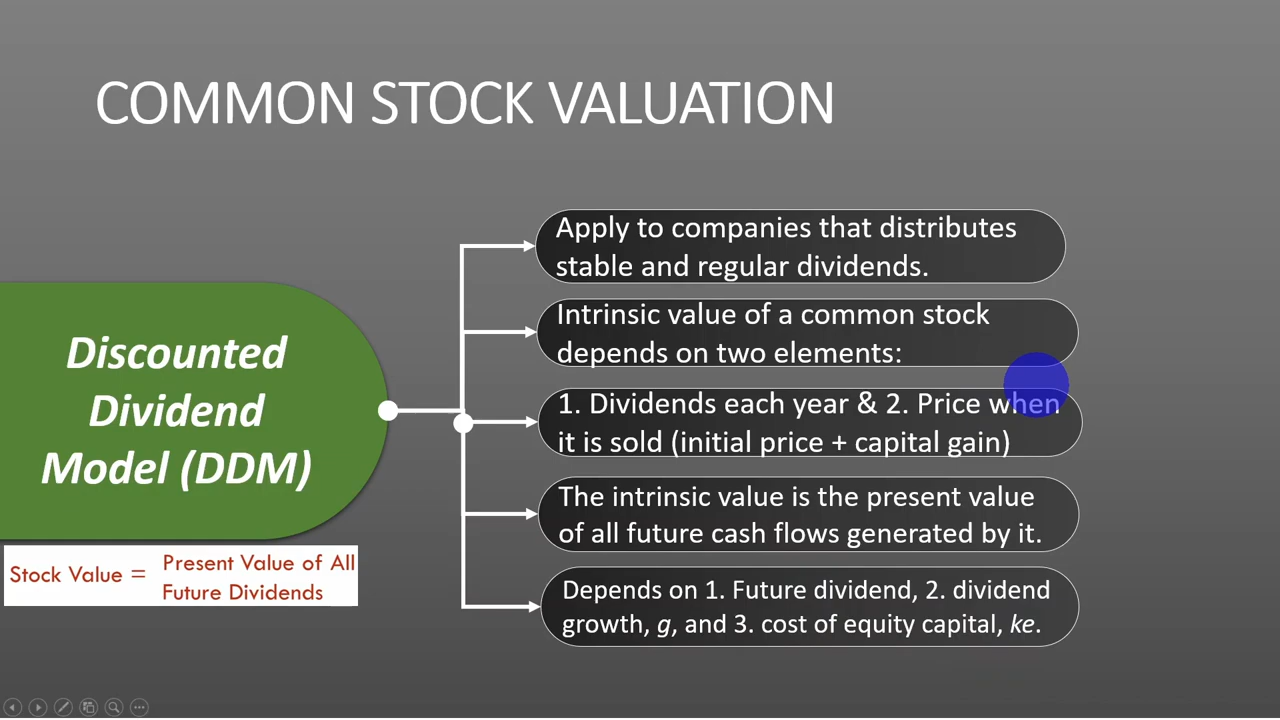 COMMON STOCK VALUATION
Discounted
Dividend
Model (DDM)
Stock Value =
Present Value of All
Future Dividends
Apply to companies that distributes
stable and regular dividends.
Intrinsic value of a common stock
depends on two elements:
1. Dividends each year & 2. Price when
it is sold (initial price + capital gain)
The intrinsic value is the present value
of all future cash flows generated by it.
Depends on 1. Future dividend, 2. dividend
growth, g, and 3. cost of equity capital, ke.